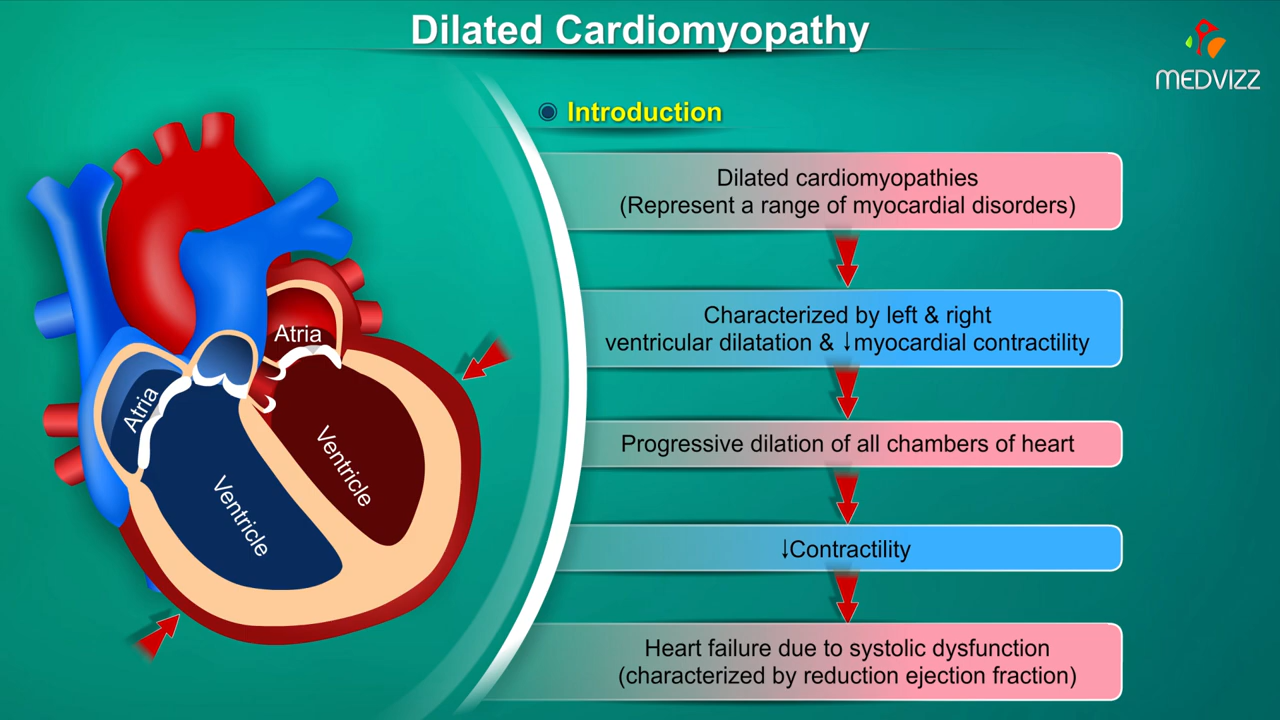 Dilated Cardiomyopathy
MEDVIZZ
Introduction
Dilated cardiomyopathies
(Represent a range of myocardial disorders)
Characterized by left & right
ventricular dilatation & ↓myocardial contractility
Progressive dilation of all chambers of heart
↓Contractility
Heart failure due to systolic dysfunction
(characterized by reduction ejection fraction)
Atria
Atria
Ventricle
Ventricle